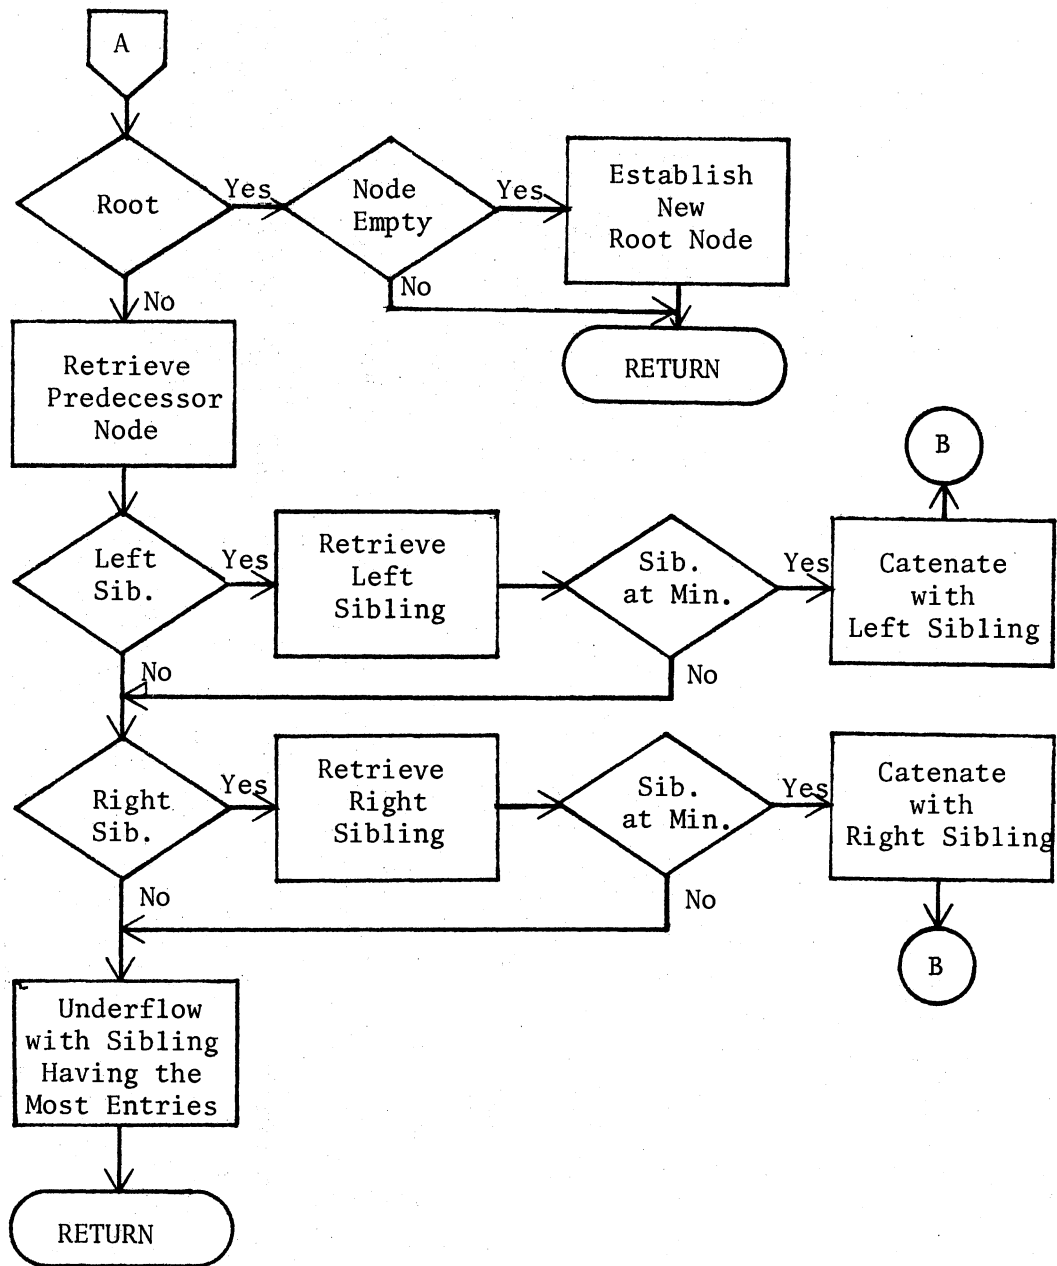 A
Root
Yes
Node
Empty
Yes
Establish
New
Root Node
No
No
RETURN
Retrieve
Predecessor
Node
B
Left
Sib.
Yes
Retrieve
Left
Sibling
Sib.
at Min.
Yes
Catenate
with
Left Sibling
No
No
Right
Sib.
Yes
Retrieve
Right
Sibling
Sib.
at Min.
Yes
Catenate
with
Right Sibling
No
No
B
Underflow
with Sibling
Having the
Most Entries
RETURN